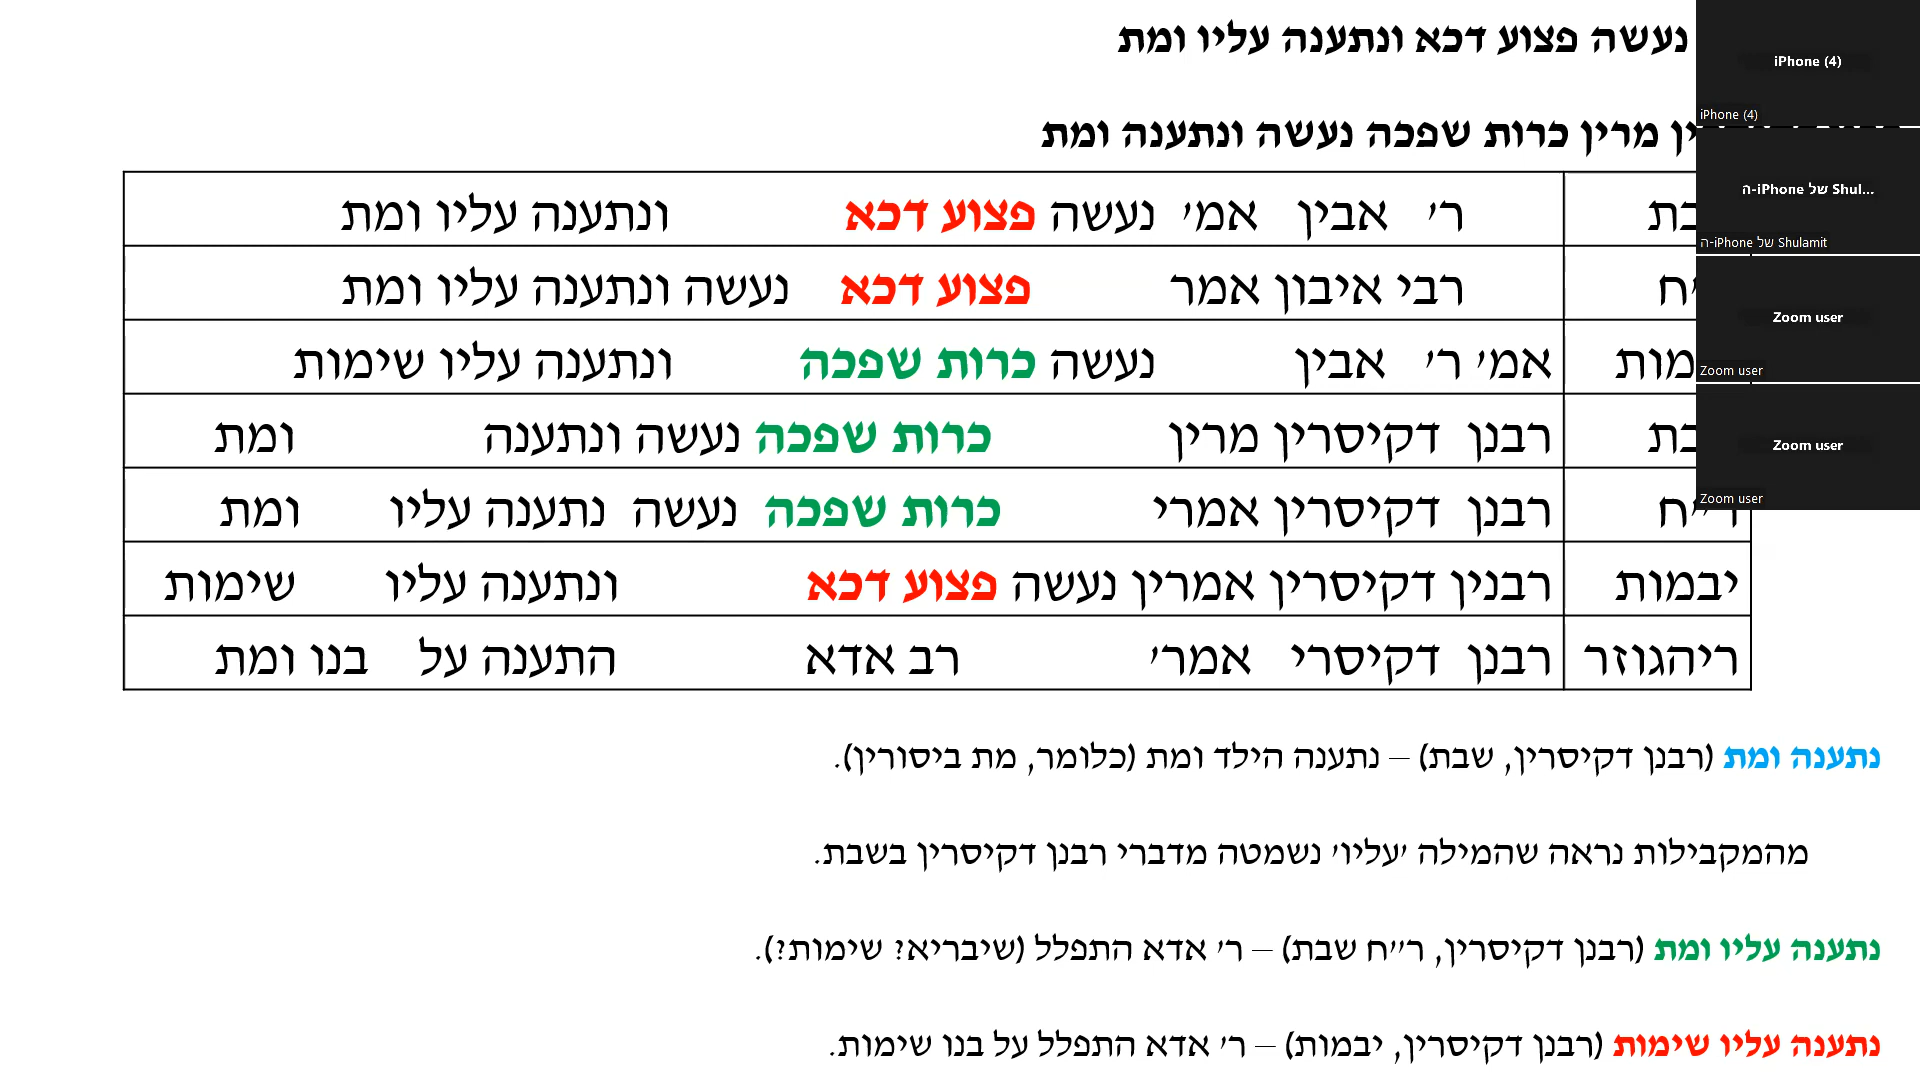 נעשה פצוע דכא ונתענה עליו ומת
מרין כרות שפכה נעשה ונתענה ומת
ר׳ אבין אמ׳ נעשה פצוע דכא ונתענה עליו ומת
רבי איבון אמר פצוע דכא נעשה ונתענה עליו ומת
אמ׳ ר׳ אבין נעשה כרות שפכה ונתענה עליו שימות
רבנן דקיסרין מרין כרות שפכה נעשה ונתענה ומת
ר״ח רבנן דקיסרין אמרי כרות שפכה נעשה נתענה עליו ומת
יבמות רבנין דקיסרין אמרין נעשה פצוע דכא ונתענה עליו שימות
ריהגוזר רבנן דקיסרי אמר׳ רב אדא התענה על בנו ומת
נתענה ומת (רבנן דקיסרין, שבת) – נתענה הילד ומת (כלומר, מת ביסורין).
מהמקבילות נראה שהמילה ׳עליו׳ נשמטה מדברי רבנן דקיסרין בשבת.
נתענה עליו ומת (רבנן דקיסרין, ר״ח שבת) – ר׳ אדא התפלל (שיבריא? שימות?).
נתענה עליו שימות (רבנן דקיסרין, יבמות) – ר׳ אדא התפלל על בנו שימות.
iPhone (4)
iPhone (4)
ה-iPhone של Shul...
ה-iPhone של Shulamit
Zoom user
Zoom user
Zoom user
Zoom user